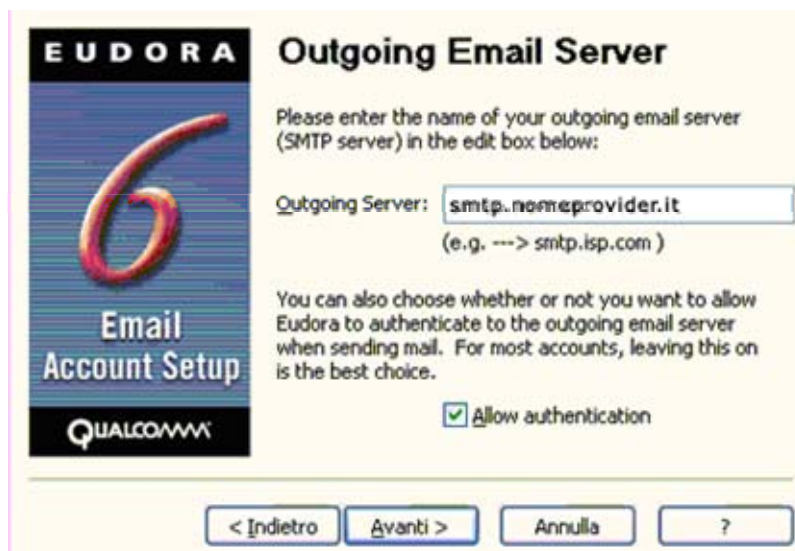 EUDORA
6
Email
Account Setup
QUALCOMM
Outgoing Email Server
Please enter the name of your outgoing email server
(SMTP server) in the edit box below:
Outgoing Server: smtp.nomeprovider.it
(e.g. ---> smtp.isp.com )
You can also choose whether or not you want to allow
Eudora to authenticate to the outgoing email server
when sending mail. For most accounts, leaving this on
is the best choice.
Allow authentication
< Indietro Avanti > Annulla ?